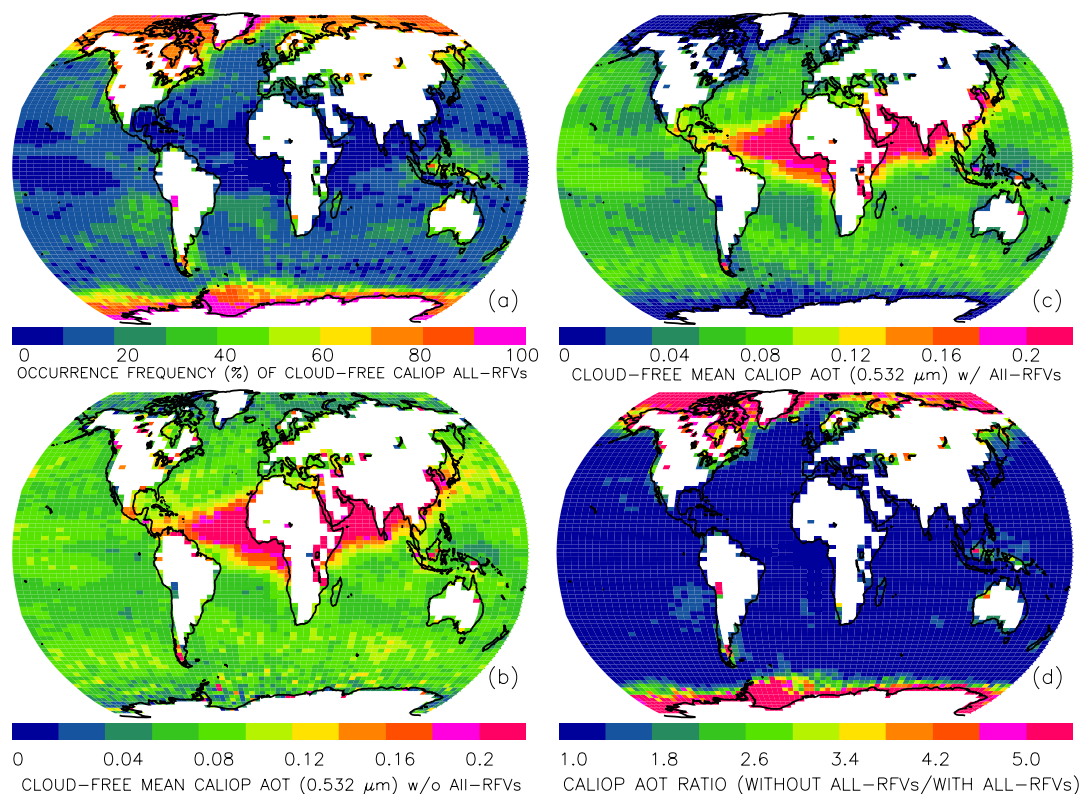 (a)
0 20 40 60 80 100
OCCURRENCE FREQUENCY (%) OF CLOUD-FREE CALIOP ALL-RFVs
(c)
0 0.04 0.08 0.12 0.16 0.2
CLOUD-FREE MEAN CALIOP AOT (0.532 μm) w/ All-RFVs
(b)
0 0.04 0.08 0.12 0.16 0.2
CLOUD-FREE MEAN CALIOP AOT (0.532 μm) w/o All-RFVs
(d)
1.0 1.8 2.6 3.4 4.2 5.0
CALIOP AOT RATIO (WITHOUT ALL-RFVs/WITH ALL-RFVs)